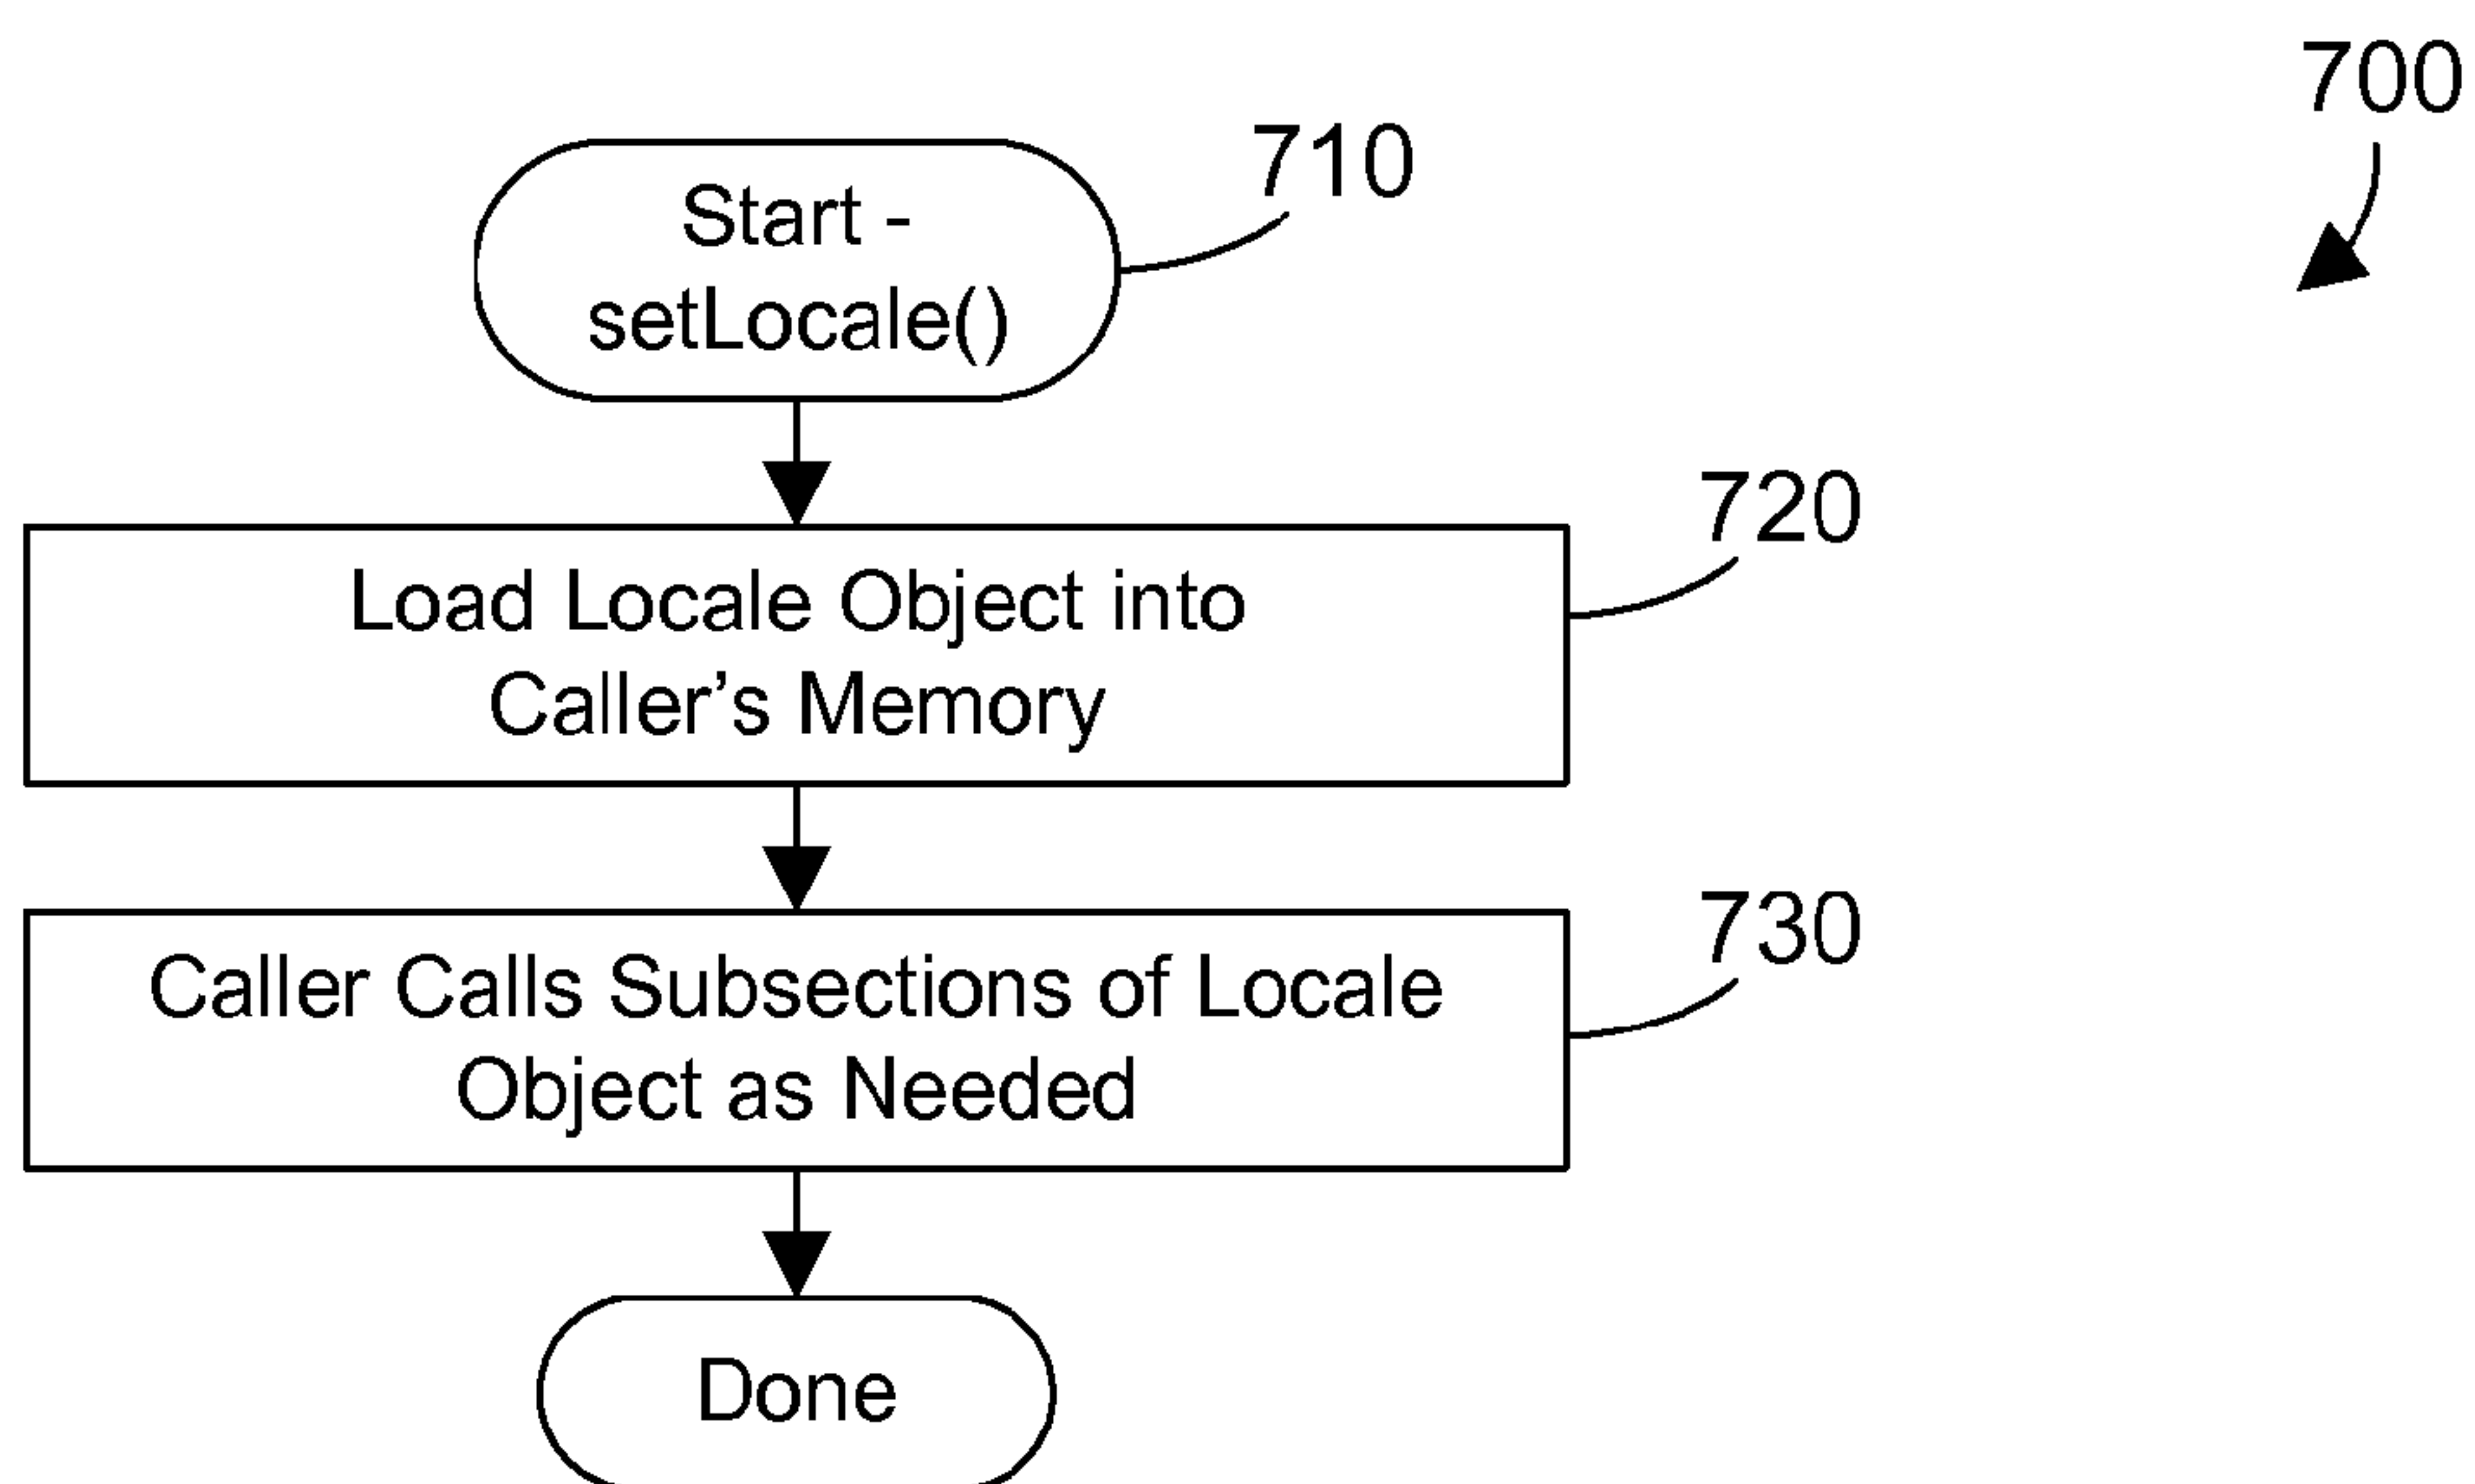 700
710
Start -
setLocale()
720
Load Locale Object into
Caller’s Memory
730
Caller Calls Subsections of Locale
Object as Needed
Done